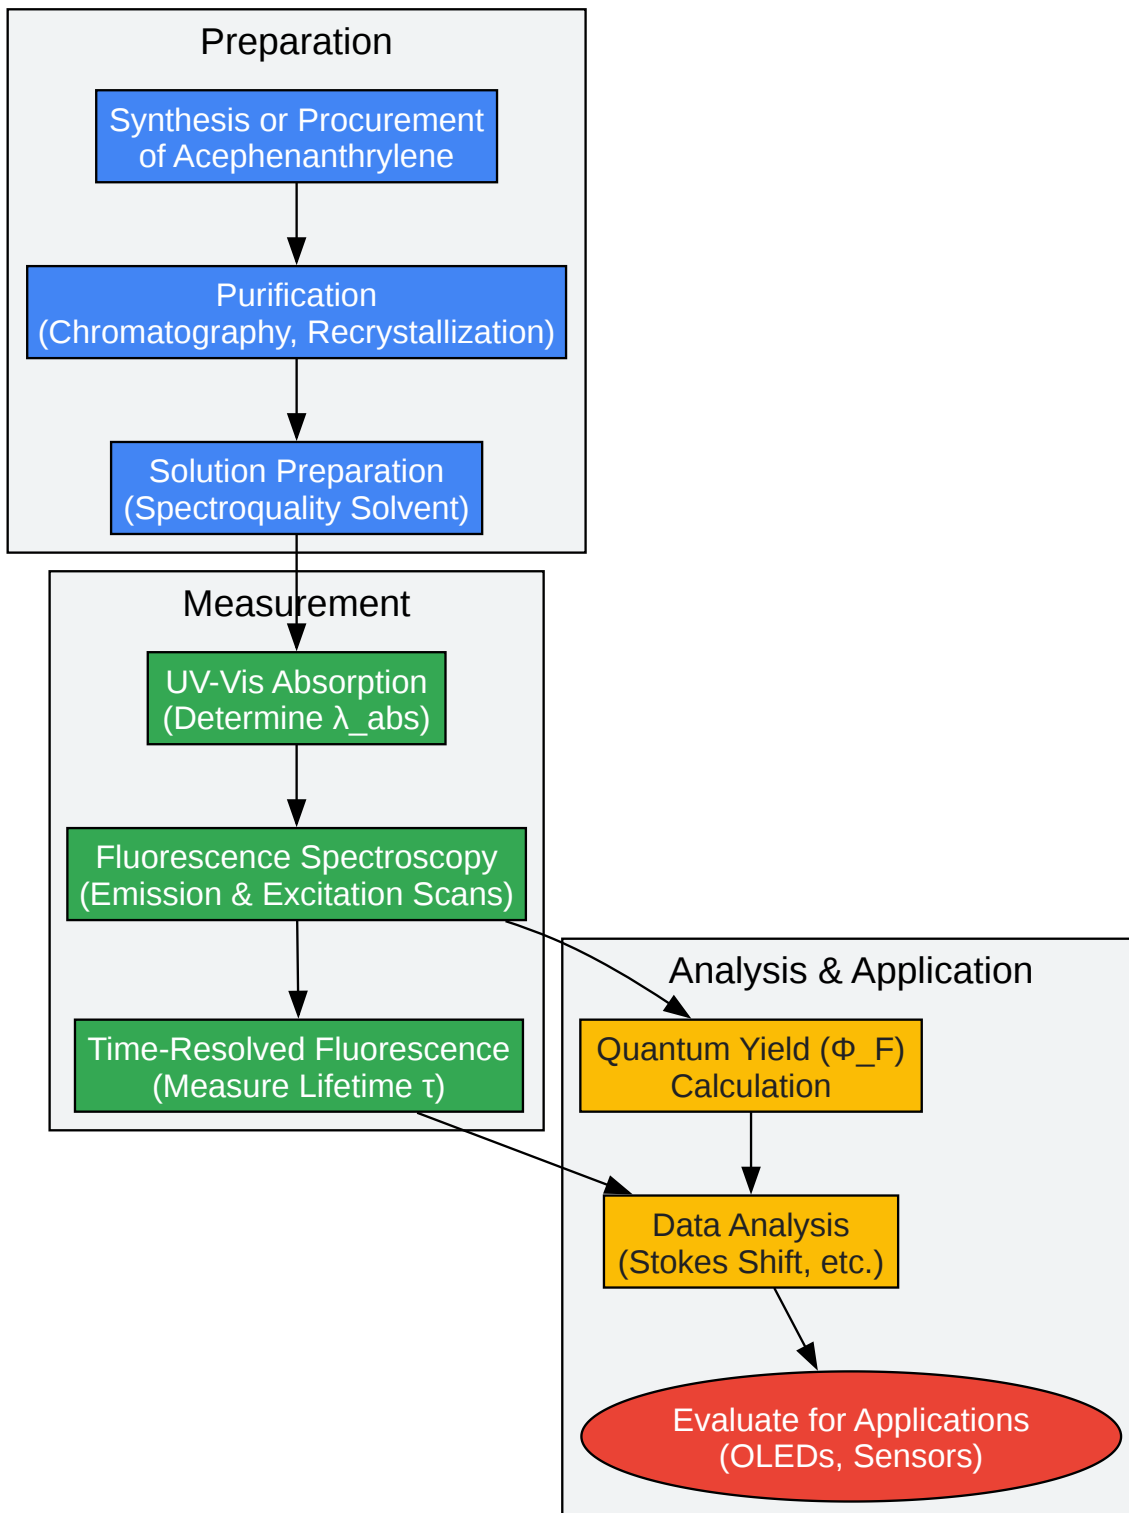 Preparation
Synthesis or Procurement
of Acephenanthrylene
Purification
(Chromatography, Recrystallization)
Solution Preparation
(Spectroquality Solvent)
Measurement
UV-Vis Absorption
(Determine λ_abs)
Fluorescence Spectroscopy
(Emission & Excitation Scans)
Time-Resolved Fluorescence
(Measure Lifetime τ)
Analysis & Application
Quantum Yield (Φ_F)
Calculation
Data Analysis
(Stokes Shift, etc.)
Evaluate for Applications
(OLEDs, Sensors)